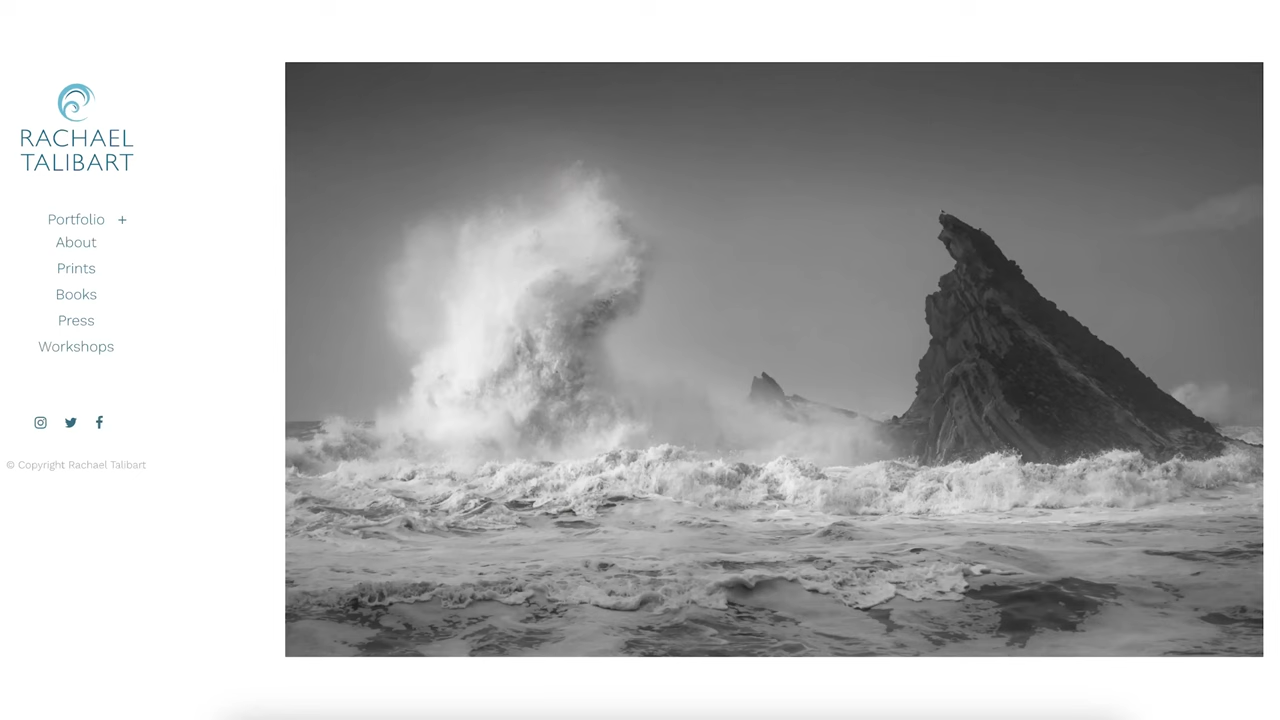 RACHAEL
TALIBART
Portfolio +
About
Prints
Books
Press
Workshops
© Copyright Rachael Talibart